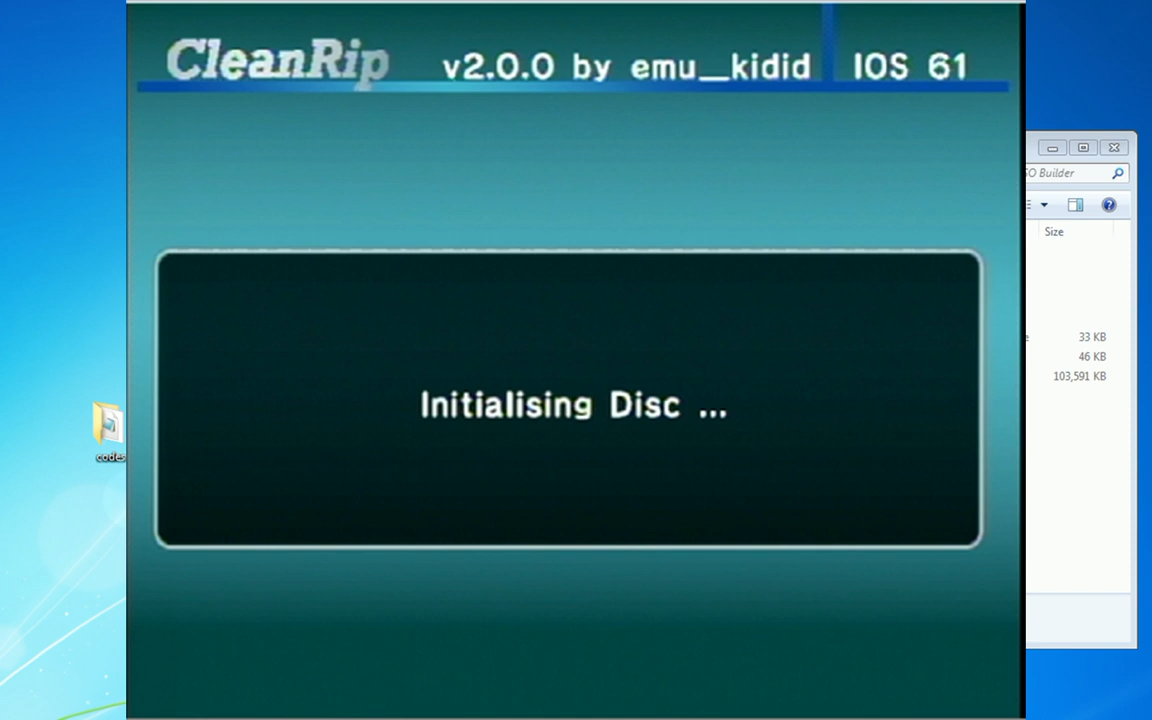 CleanRip v2.0.0 by emu_kidid IOS 61
Builder
Size
33 KB
46 KB
103,591 KB
Initialising Disc ...
codes